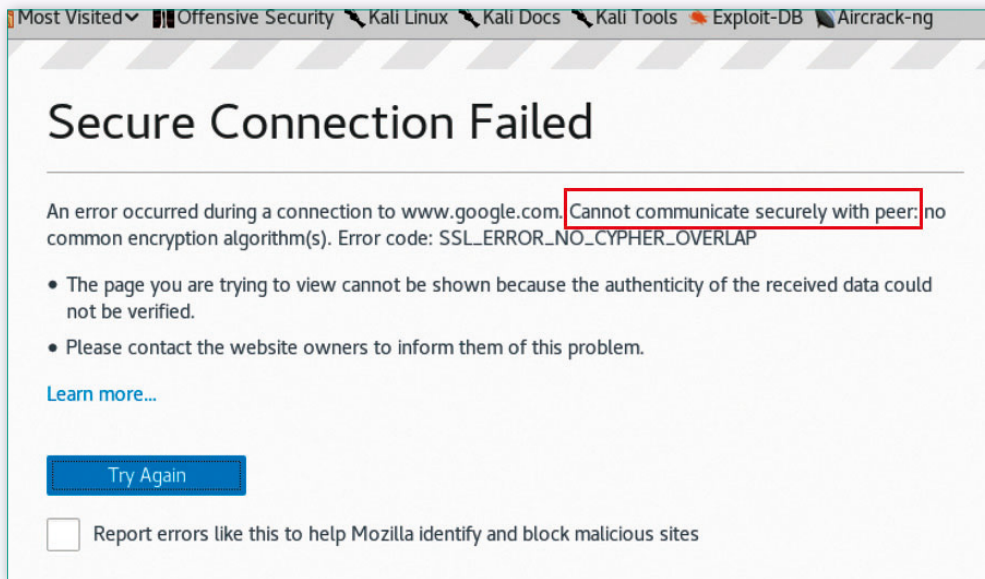 Most Visited Offensive Security Kali Linux Kali Docs Kali Tools Exploit-DB Aircrack-ng
Secure Connection Failed
An error occurred during a connection to www.google.com. Cannot communicate securely with peer: no
common encryption algorithm(s). Error code: SSL_ERROR_NO_CYPHER_OVERLAP
• The page you are trying to view cannot be shown because the authenticity of the received data could
not be verified.
• Please contact the website owners to inform them of this problem.
Learn more...
Try Again
Report errors like this to help Mozilla identify and block malicious sites